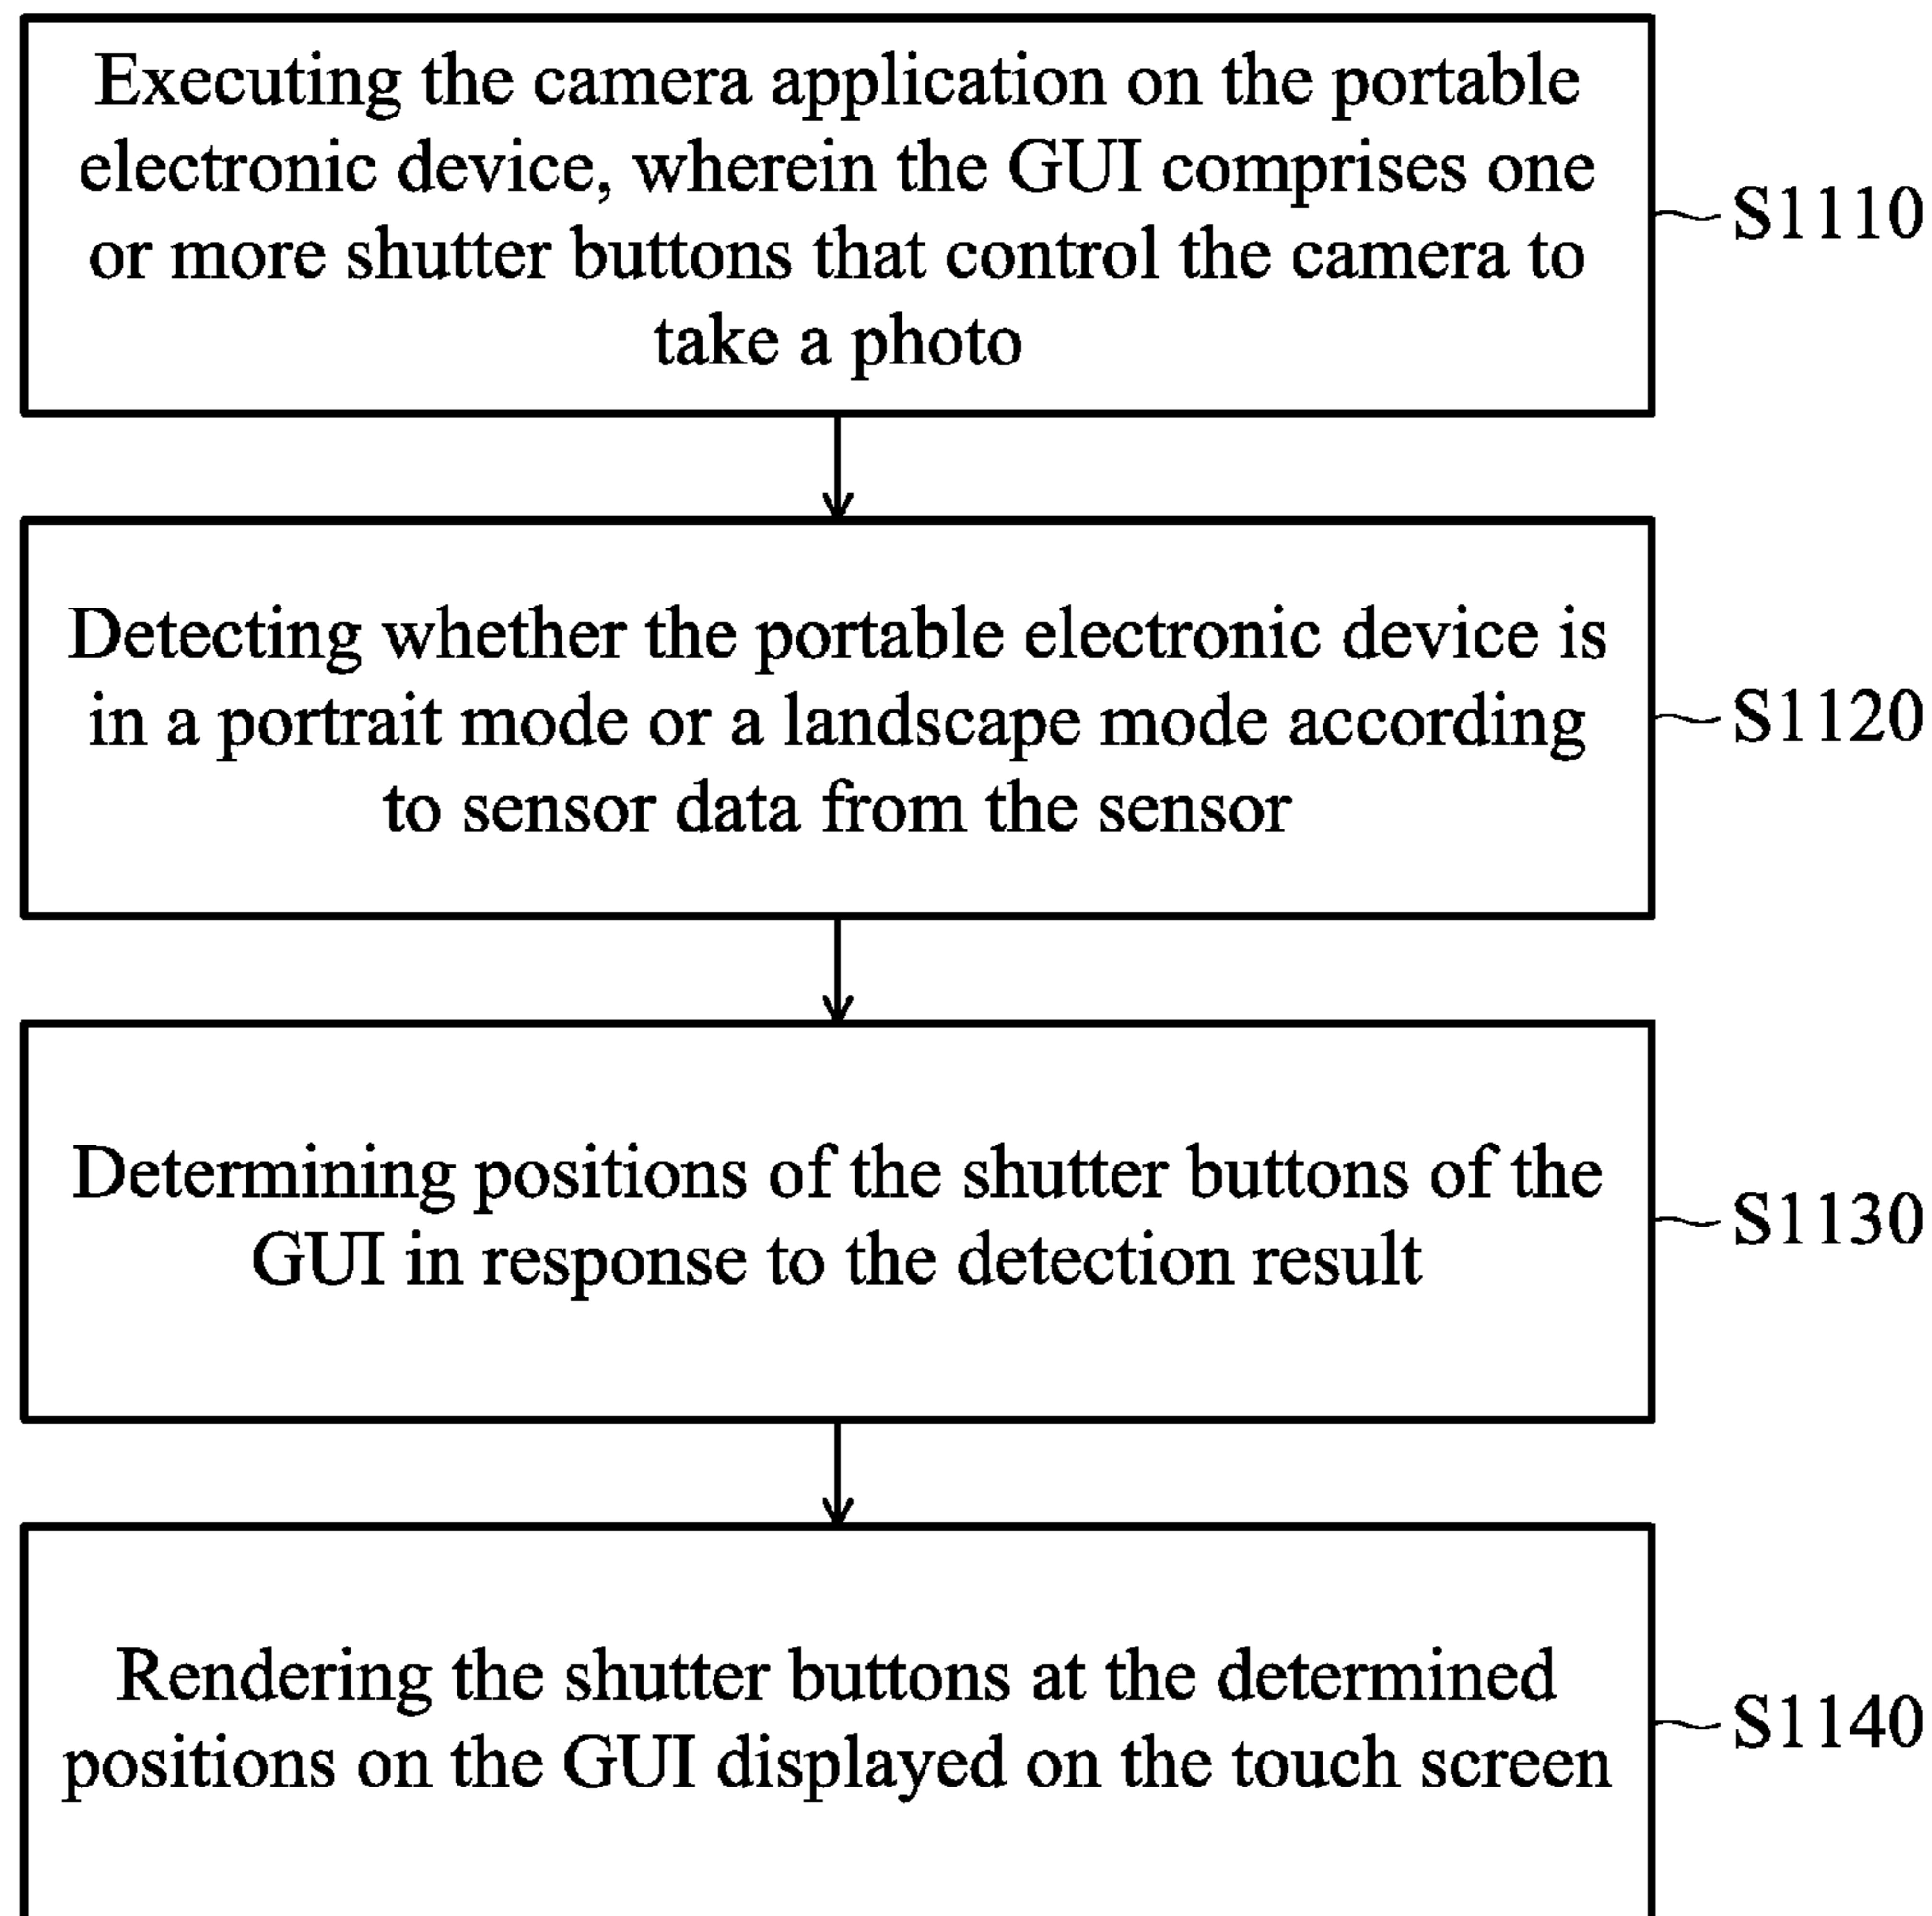 Executing the camera application on the portable
electronic device, wherein the GUI comprises one
or more shutter buttons that control the camera to
take a photo
S1110
Detecting whether the portable electronic device is
in a portrait mode or a landscape mode according
to sensor data from the sensor
S1120
Determining positions of the shutter buttons of the
GUI in response to the detection result
S1130
Rendering the shutter buttons at the determined
positions on the GUI displayed on the touch screen
S1140